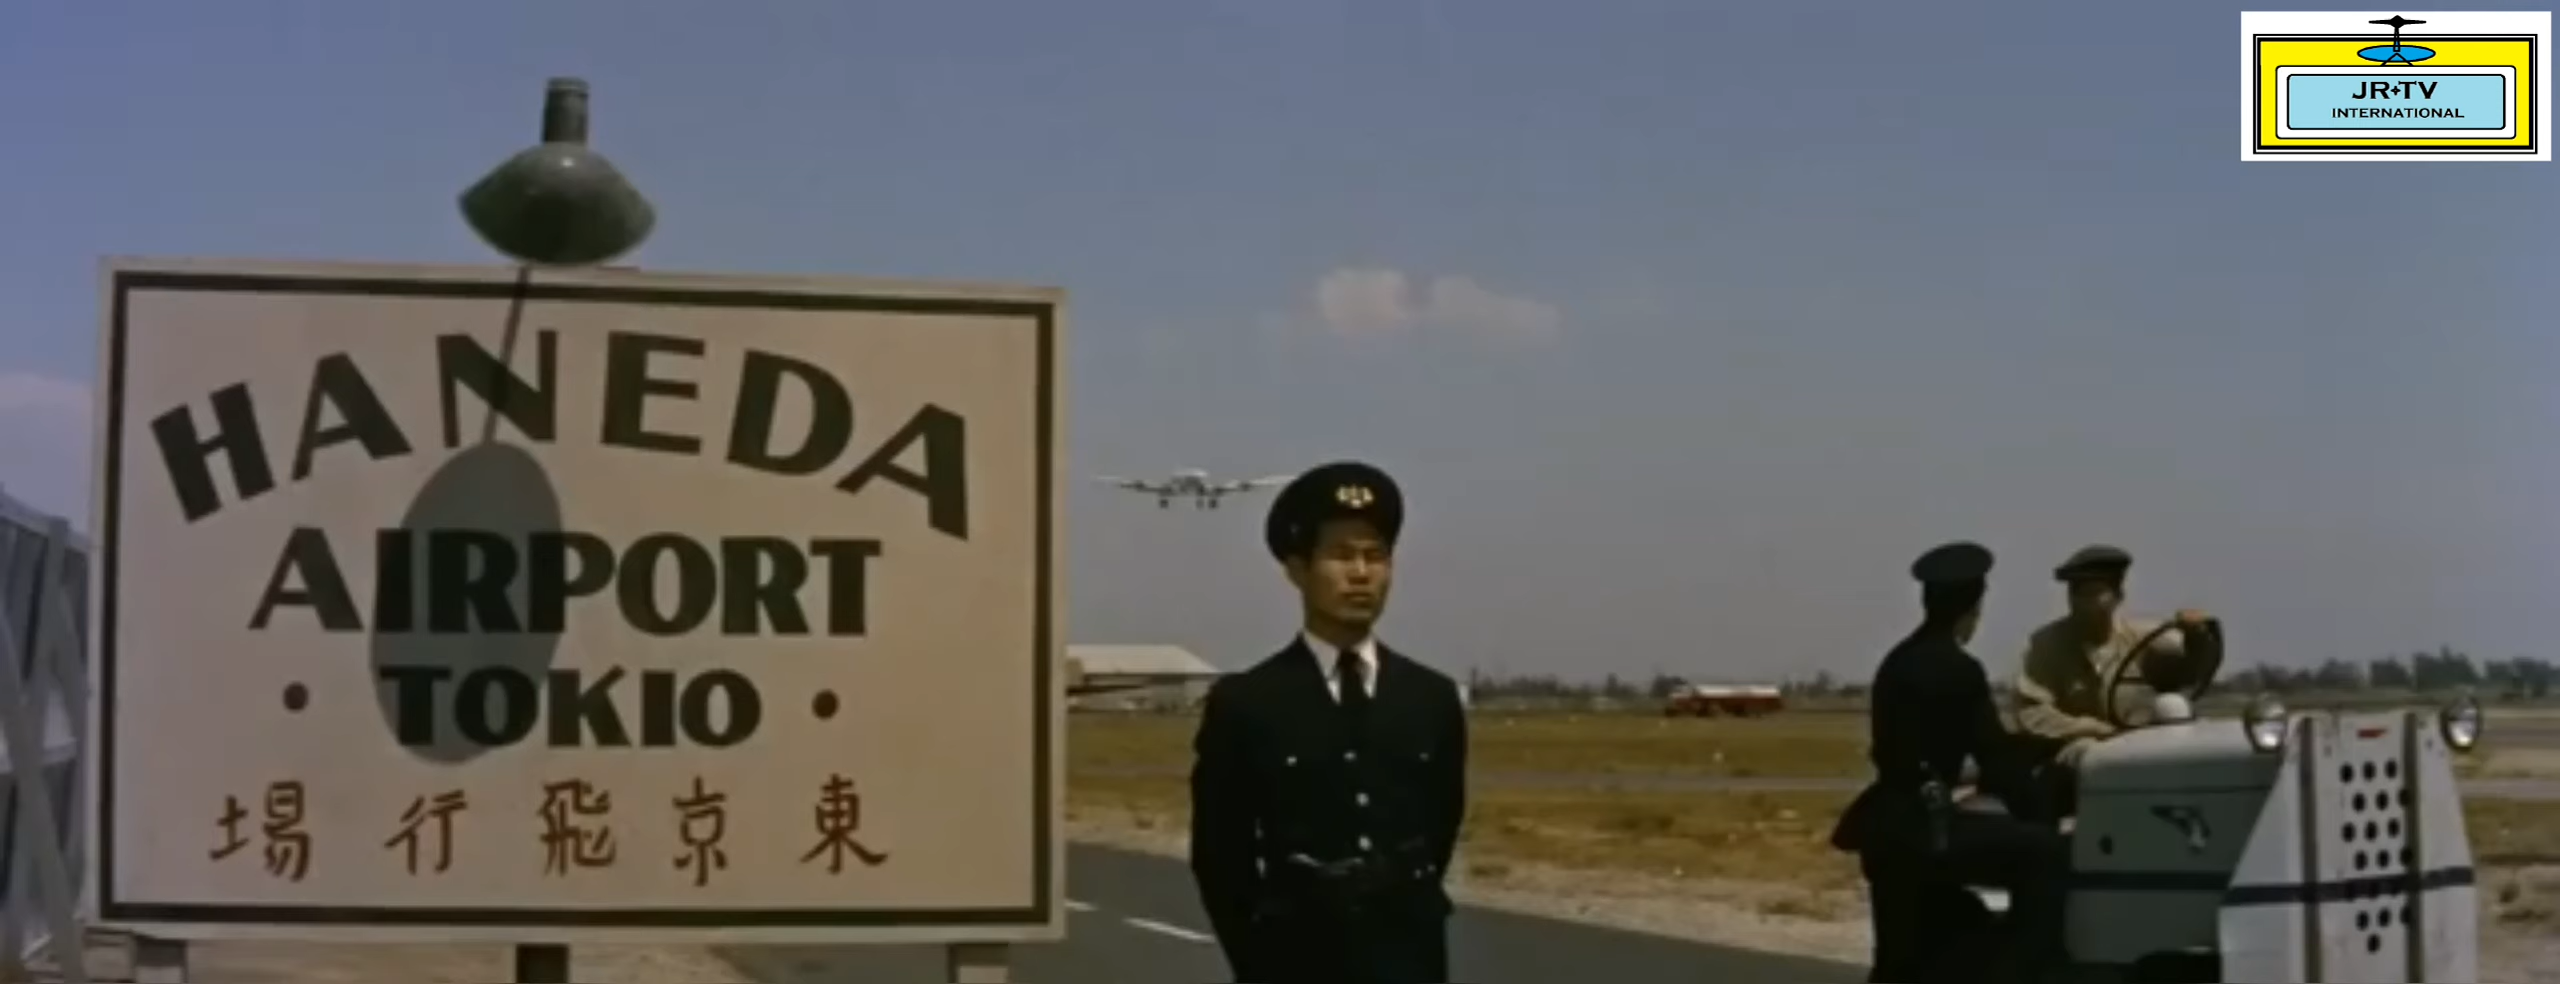 HANEDA
AIRPORT
• TOKIO •
東京飛行場
JR+TV
INTERNATIONAL